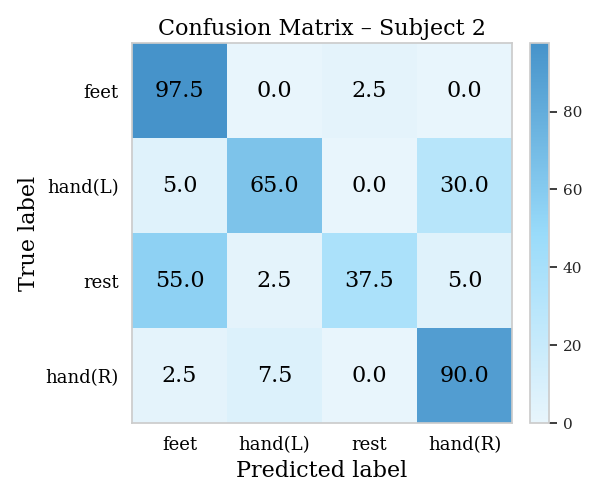 Confusion Matrix – Subject 2
True label
feet 97.5 0.0 2.5 0.0
hand(L) 5.0 65.0 0.0 30.0
rest 55.0 2.5 37.5 5.0
hand(R) 2.5 7.5 0.0 90.0
feet hand(L) rest hand(R)
Predicted label
80
60
40
20
0